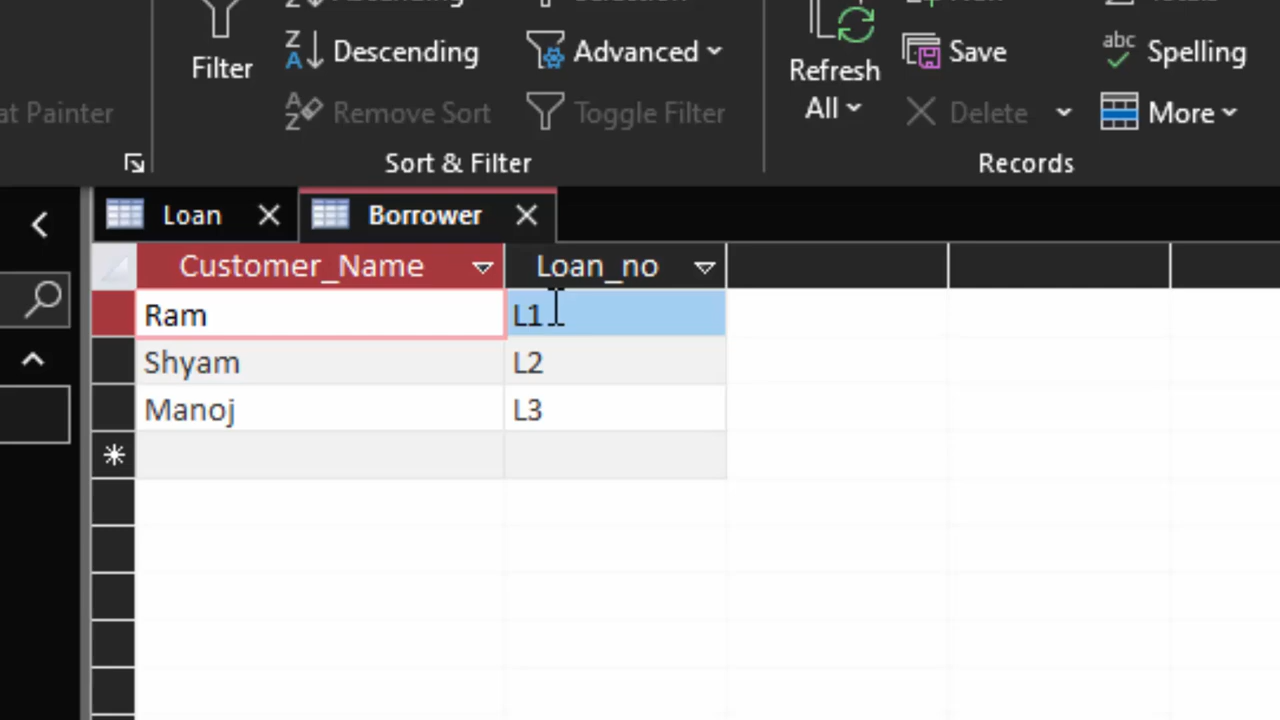 Filter
Descending
Advanced
Refresh
All
Save
abc
Spelling
at Painter
Remove Sort
Toggle Filter
Delete
More
Sort & Filter
Records
Loan
Borrower
Customer_Name Loan_no
Ram L1
Shyam L2
Manoj L3